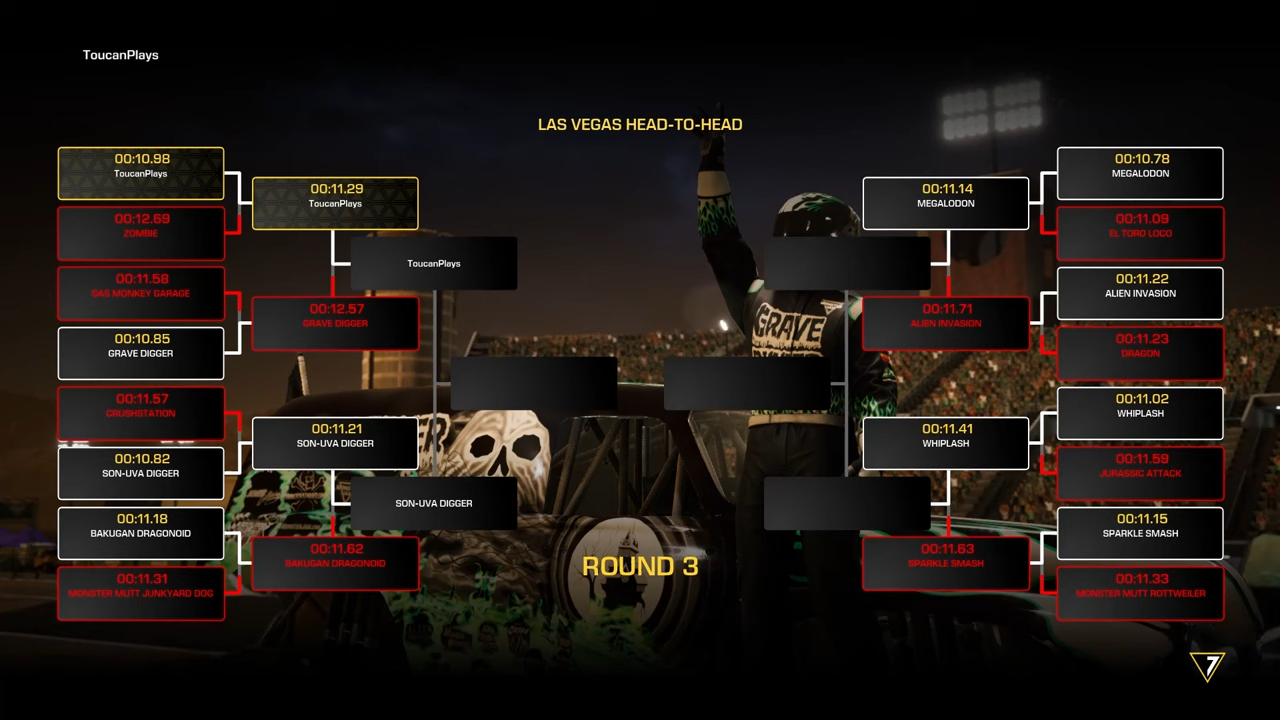 ToucanPlays
LAS VEGAS HEAD-TO-HEAD
00:10.98
ToucanPlays
00:12.69
ZOMBIE
00:11.58
GAS MONKEY GARAGE
00:10.85
GRAVE DIGGER
00:11.57
CRUSHSTATION
00:10.82
SON-UVA DIGGER
00:11.18
BAKUGAN DRAGONOID
00:11.31
MONSTER MUTT JUNKYARD DOG
00:11.29
ToucanPlays
00:12.57
GRAVE DIGGER
00:11.21
SON-UVA DIGGER
00:11.62
BAKUGAN DRAGONOID
ToucanPlays
SON-UVA DIGGER
GRAVE
ROUND 3
00:11.14
MEGALODON
00:11.71
ALIEN INVASION
00:11.41
WHIPLASH
00:11.63
SPARKLE SMASH
00:10.78
MEGALODON
00:11.09
EL TORO LOCO
00:11.22
ALIEN INVASION
00:11.23
DRAGON
00:11.02
WHIPLASH
00:11.59
JURASSIC ATTACK
00:11.15
SPARKLE SMASH
00:11.33
MONSTER MUTT ROTTWEILER
7